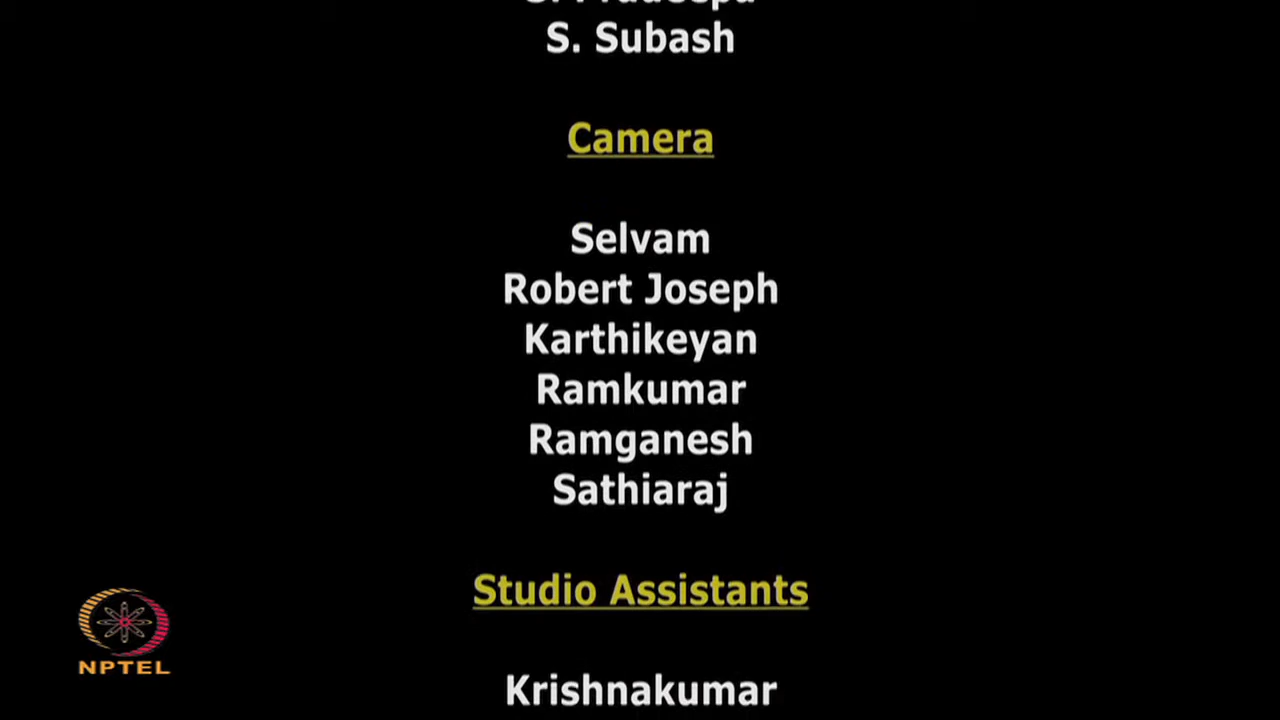 S. Subash
Camera
Selvam
Robert Joseph
Karthikeyan
Ramkumar
Ramganesh
Sathiaraj
Studio Assistants
Krishnakumar
NPTEL